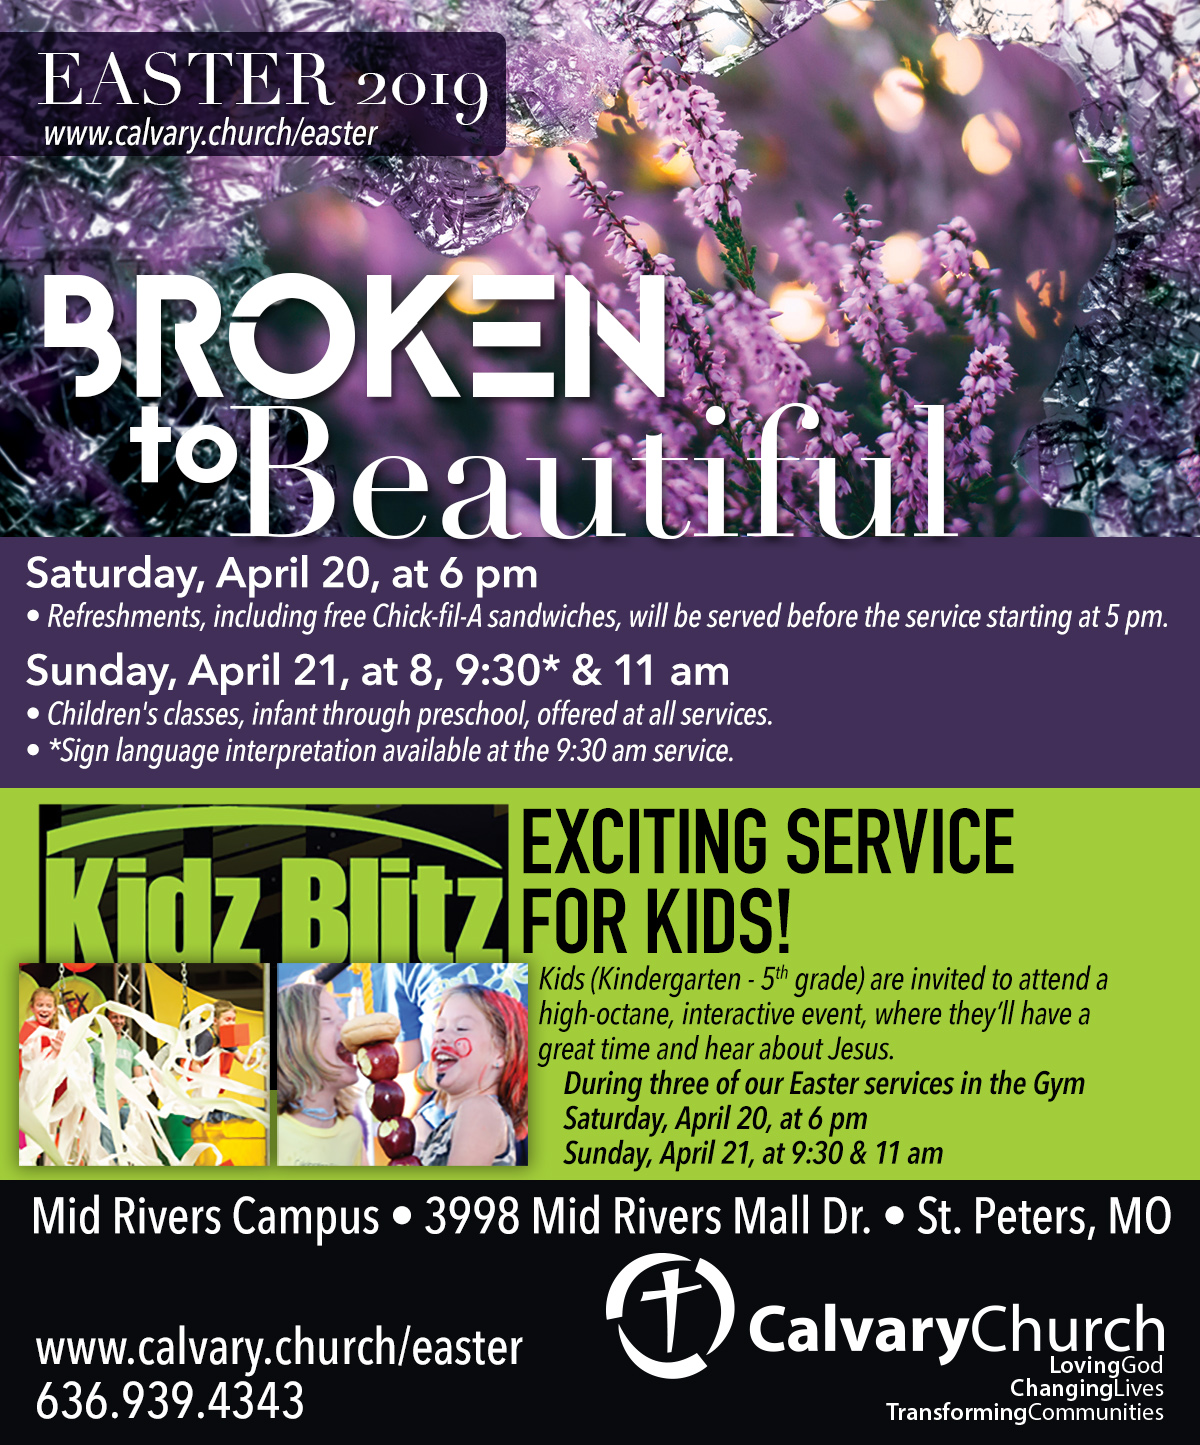 EASTER 2019
www.calvary.church/easter
BROKEN
to Beautiful
Saturday, April 20, at 6 pm
• Refreshments, including free Chick-fil-A sandwiches, will be served before the service starting at 5 pm.
Sunday, April 21, at 8, 9:30* & 11 am
• Children's classes, infant through preschool, offered at all services.
• *Sign language interpretation available at the 9:30 am service.
Kidz Blitz
EXCITING SERVICE
FOR KIDS!
Kids (Kindergarten - 5th grade) are invited to attend a
high-octane, interactive event, where they’ll have a
great time and hear about Jesus.
During three of our Easter services in the Gym
Saturday, April 20, at 6 pm
Sunday, April 21, at 9:30 & 11 am
Mid Rivers Campus • 3998 Mid Rivers Mall Dr. • St. Peters, MO
www.calvary.church/easter
636.939.4343
CalvaryChurch
LovingGod
ChangingLives
TransformingCommunities